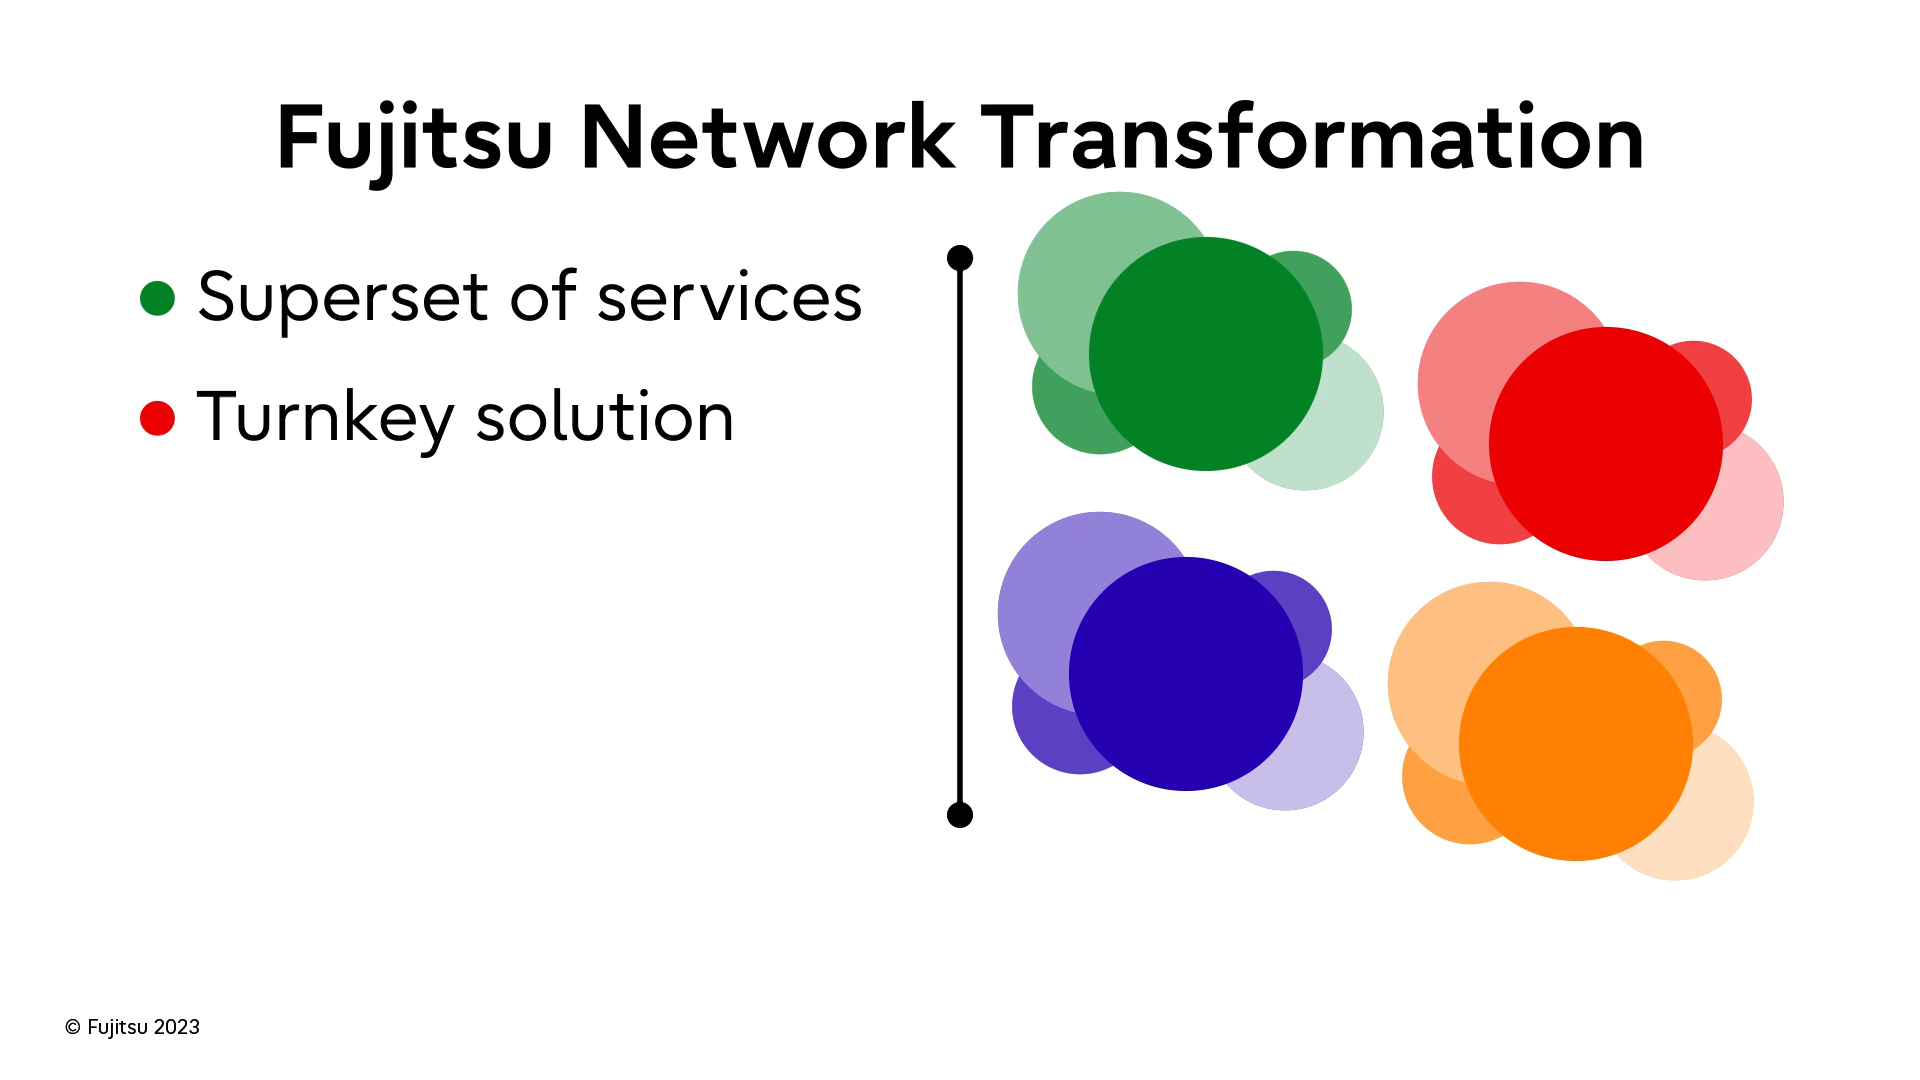 Fujitsu Network Transformation
Superset of services
Turnkey solution
© Fujitsu 2023